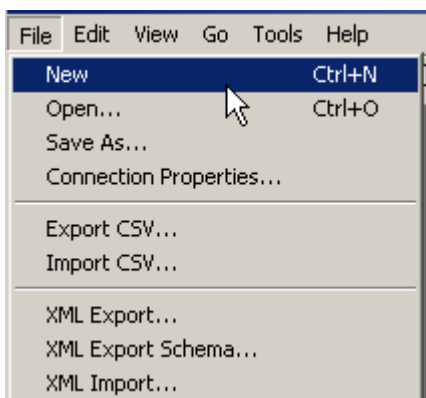 File Edit View Go Tools Help
New Ctrl+N
Open... Ctrl+O
Save As...
Connection Properties...
Export CSV...
Import CSV...
XML Export...
XML Export Schema...
XML Import...